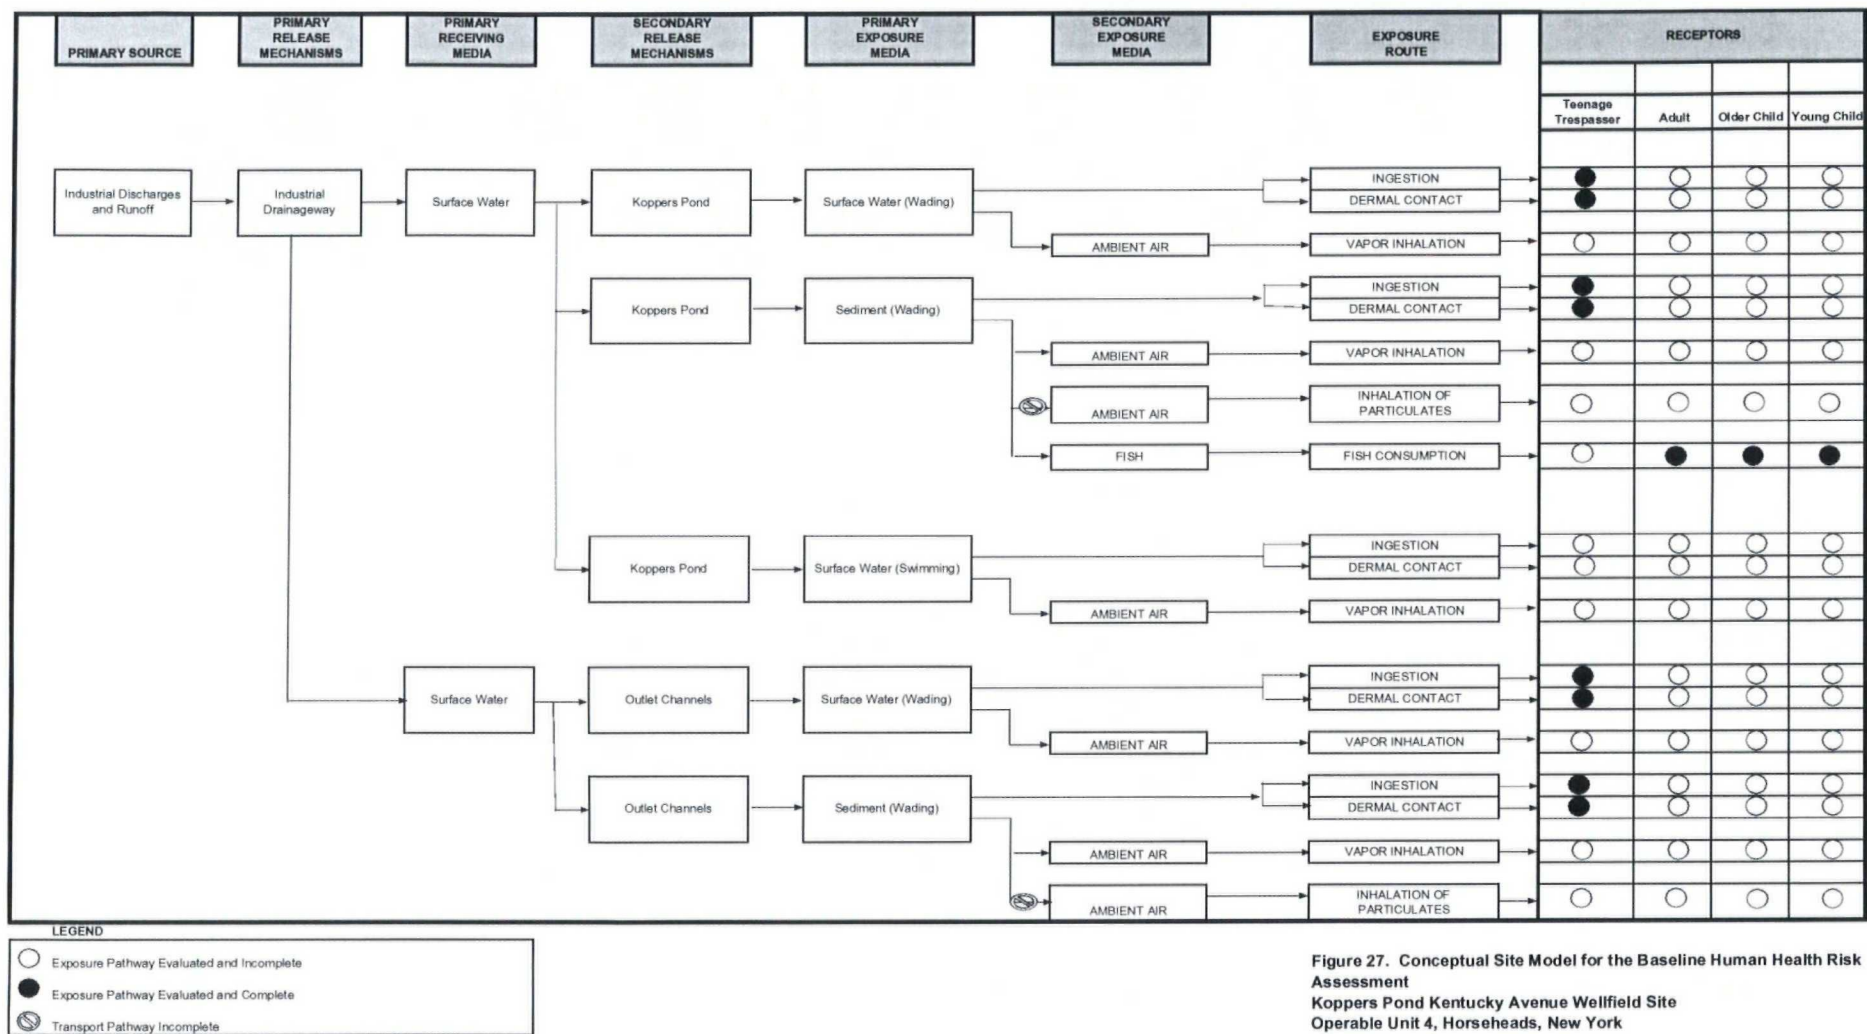 PRIMARY SOURCE
PRIMARY
RELEASE
MECHANISMS
PRIMARY
RECEIVING
MEDIA
SECONDARY
RELEASE
MECHANISMS
PRIMARY
EXPOSURE
MEDIA
SECONDARY
EXPOSURE
MEDIA
EXPOSURE
ROUTE
RECEPTORS
Teenage
Trespasser
Adult
Older Child
Young Child
Industrial Discharges
and Runoff
Industrial
Drainageway
Surface Water
Koppers Pond
Surface Water (Wading)
INGESTION
DERMAL CONTACT
AMBIENT AIR
VAPOR INHALATION
Koppers Pond
Sediment (Wading)
INGESTION
DERMAL CONTACT
AMBIENT AIR
VAPOR INHALATION
AMBIENT AIR
INHALATION OF
PARTICULATES
FISH
FISH CONSUMPTION
Koppers Pond
Surface Water (Swimming)
INGESTION
DERMAL CONTACT
AMBIENT AIR
VAPOR INHALATION
Surface Water
Outlet Channels
Surface Water (Wading)
INGESTION
DERMAL CONTACT
AMBIENT AIR
VAPOR INHALATION
Outlet Channels
Sediment (Wading)
INGESTION
DERMAL CONTACT
AMBIENT AIR
VAPOR INHALATION
AMBIENT AIR
INHALATION OF
PARTICULATES
LEGEND
Exposure Pathway Evaluated and Incomplete
Exposure Pathway Evaluated and Complete
Transport Pathway Incomplete
Figure 27. Conceptual Site Model for the Baseline Human Health Risk
Assessment
Koppers Pond Kentucky Avenue Wellfield Site
Operable Unit 4, Horseheads, New York